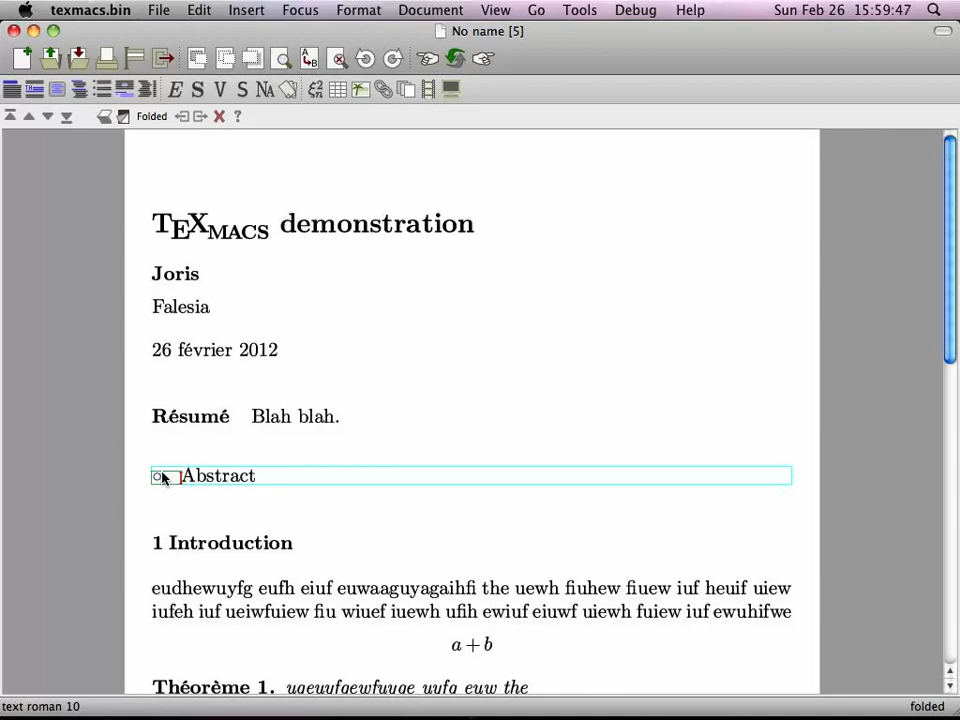 texmacs.bin File Edit Insert Focus Format Document View Go Tools Debug Help Sun Feb 26 15:59:47
No name [5]
E S V S NA
Folded ?
TEXMACS demonstration
Joris
Falesia
26 février 2012
Résumé Blah blah.
Abstract
1 Introduction
eudhewuyfg eufh eiuf euwaaguyagaihfi the uewh fiuhew fiuew iuf heuif uiew
iufeh iuf ueiwfuiew fiu wiuef iuewh ufih ewiuf eiuwf uiewh fuiew iuf ewuhifwe
a + b
Théorème 1. ugeuyfgewfuyge uyfg euw the
text roman 10 folded